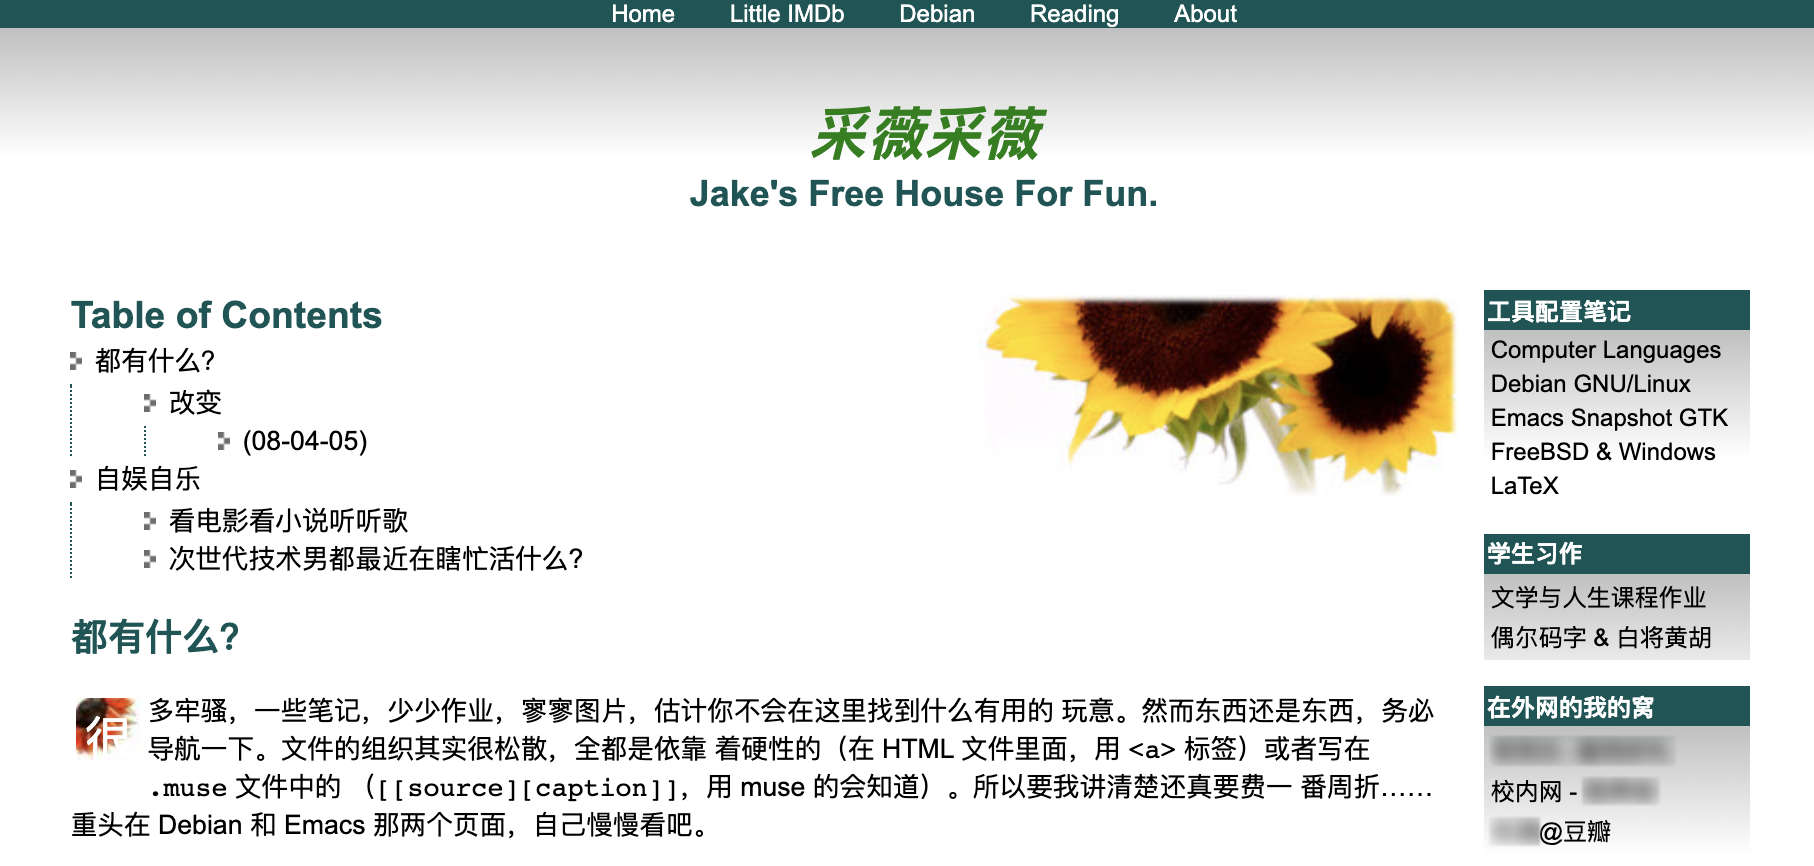 Home Little IMDb Debian Reading About
采薇采薇
Jake's Free House For Fun.
Table of Contents
都有什么?
改变
(08-04-05)
自娱自乐
看电影看小说听听歌
次世代技术男都最近在瞎忙活什么?
都有什么?
很多牢骚，一些笔记，少少作业，寥寥图片，估计你不会在这里找到什么有用的 玩意。然而东西还是东西，务必
导航一下。文件的组织其实很松散，全都是依靠 着硬性的（在 HTML 文件里面，用 <a> 标签）或者写在
.muse 文件中的 （[[source][caption]]，用 muse 的会知道）。所以要我讲清楚还真要费一 番周折……
重头在 Debian 和 Emacs 那两个页面，自己慢慢看吧。
工具配置笔记
Computer Languages
Debian GNU/Linux
Emacs Snapshot GTK
FreeBSD & Windows
LaTeX
学生习作
文学与人生课程作业
偶尔码字 & 白将黄胡
在外网的我的窝
校内网 -
@豆瓣